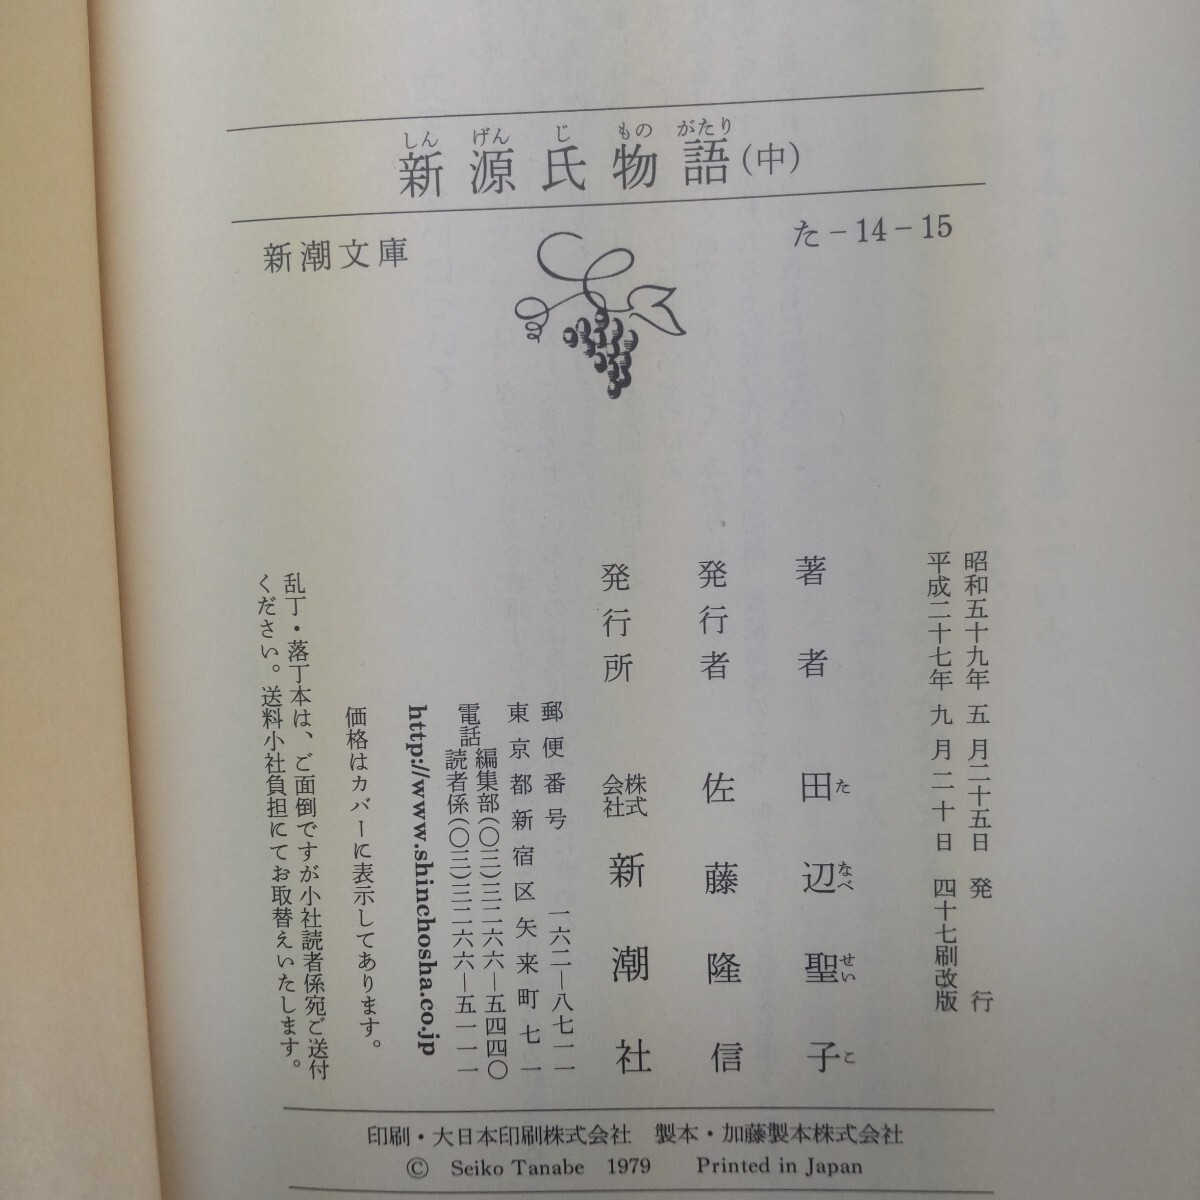 新源氏物語(中)
しん げん じ もの がたり
新潮文庫
た-14-15
昭和五十九年 五月二十五日 発行
平成二十七年 九月二十日 四十七刷改版
著者 田辺聖子
た なべ せい こ
発行者 佐藤隆信
発行所 株式会社 新潮社
郵便番号 一六二―八七一一
東京都新宿区矢来町七一
電話 編集部(〇三)三二六六―五四四〇
読者係(〇三)三二六六―五一一一
http://www.shinchosha.co.jp
価格はカバーに表示してあります。
乱丁・落丁本は、ご面倒ですが小社読者係宛ご送付
ください。送料小社負担にてお取替えいたします。
印刷・大日本印刷株式会社 製本・加藤製本株式会社
© Seiko Tanabe 1979 Printed in Japan